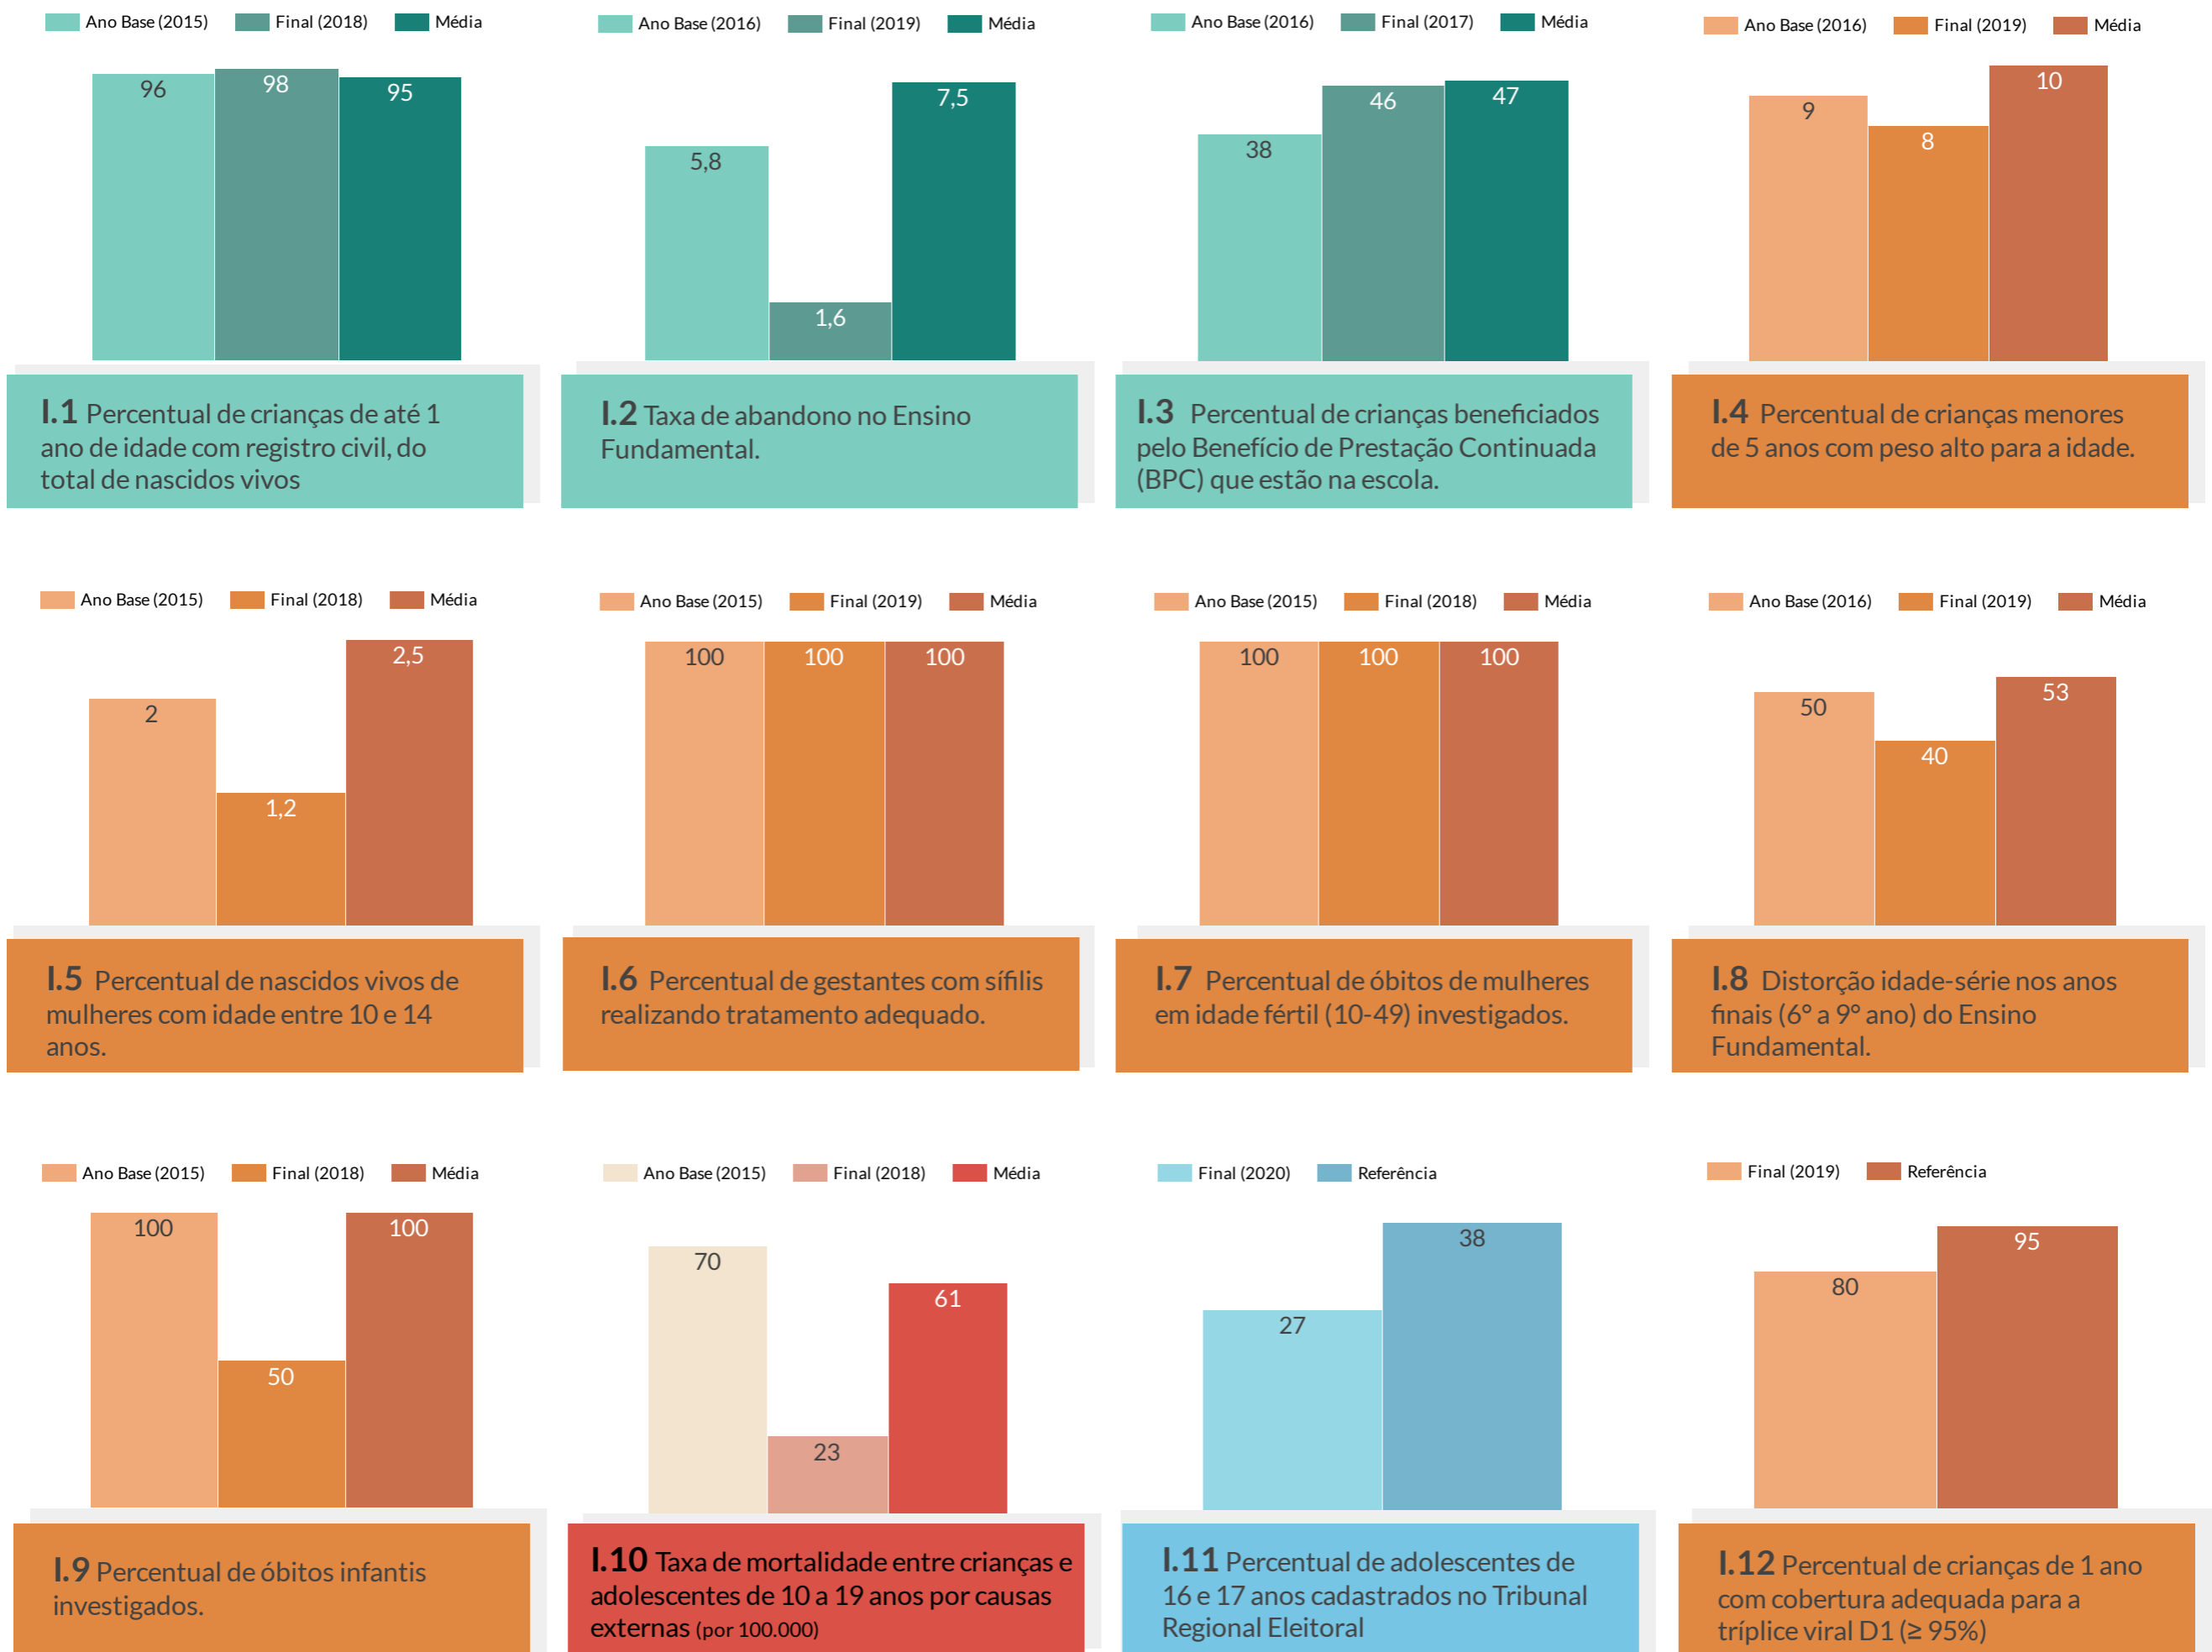 Ano Base (2015) Final (2018) Média
96 98 95
I.1 Percentual de crianças de até 1
ano de idade com registro civil, do
total de nascidos vivos
Ano Base (2016) Final (2019) Média
5,8 1,6 7,5
I.2 Taxa de abandono no Ensino
Fundamental.
Ano Base (2016) Final (2017) Média
38 46 47
I.3 Percentual de crianças beneficiados
pelo Benefício de Prestação Continuada
(BPC) que estão na escola.
Ano Base (2016) Final (2019) Média
9 8 10
I.4 Percentual de crianças menores
de 5 anos com peso alto para a idade.
Ano Base (2015) Final (2018) Média
2 1,2 2,5
I.5 Percentual de nascidos vivos de
mulheres com idade entre 10 e 14
anos.
Ano Base (2015) Final (2019) Média
100 100 100
I.6 Percentual de gestantes com sífilis
realizando tratamento adequado.
Ano Base (2015) Final (2018) Média
100 100 100
I.7 Percentual de óbitos de mulheres
em idade fértil (10-49) investigados.
Ano Base (2016) Final (2019) Média
50 40 53
I.8 Distorção idade-série nos anos
finais (6º a 9º ano) do Ensino
Fundamental.
Ano Base (2015) Final (2018) Média
100 50 100
I.9 Percentual de óbitos infantis
investigados.
Ano Base (2015) Final (2018) Média
70 23 61
I.10 Taxa de mortalidade entre crianças e
adolescentes de 10 a 19 anos por causas
externas (por 100.000)
Final (2020) Referência
27 38
I.11 Percentual de adolescentes de
16 e 17 anos cadastrados no Tribunal
Regional Eleitoral
Final (2019) Referência
80 95
I.12 Percentual de crianças de 1 ano
com cobertura adequada para a
tríplice viral D1 (≥ 95%)